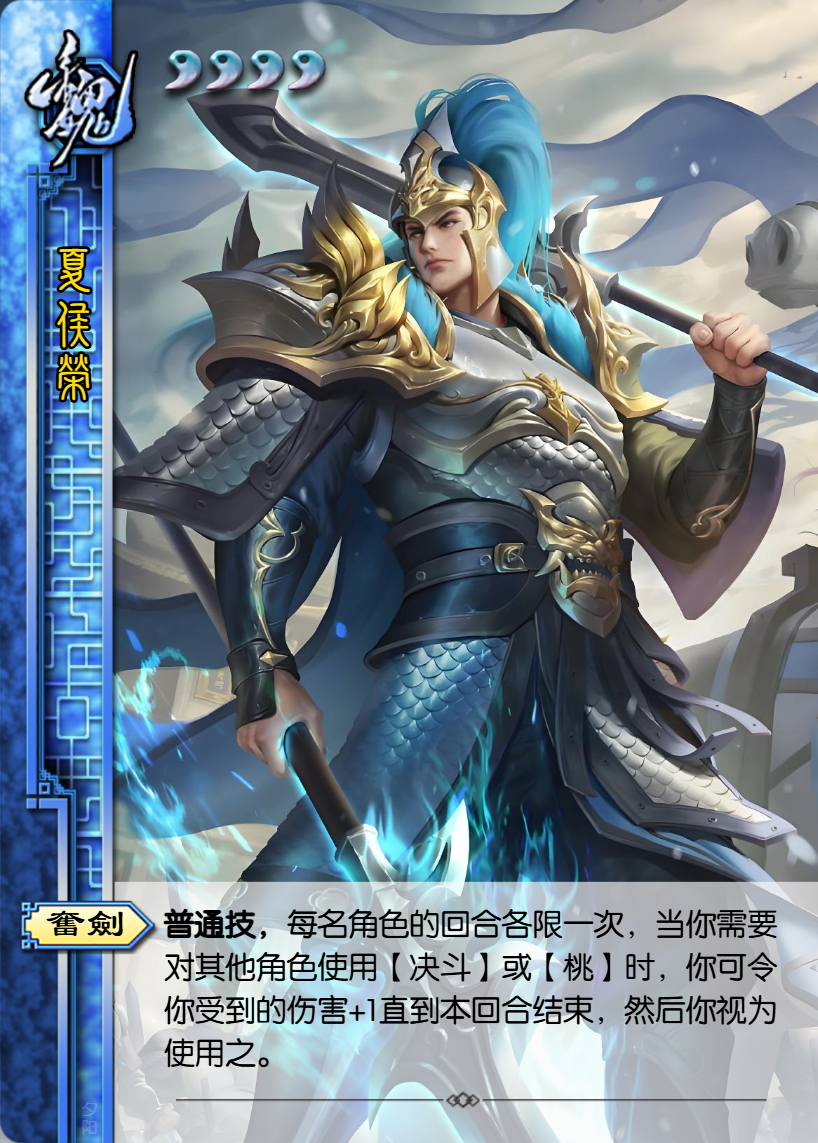 魏
夏侯榮
奮劍
普通技，每名角色的回合各限一次，当你需要
对其他角色使用【决斗】或【桃】时，你可令
你受到的伤害+1直到本回合结束，然后你视为
使用之。
夕阳